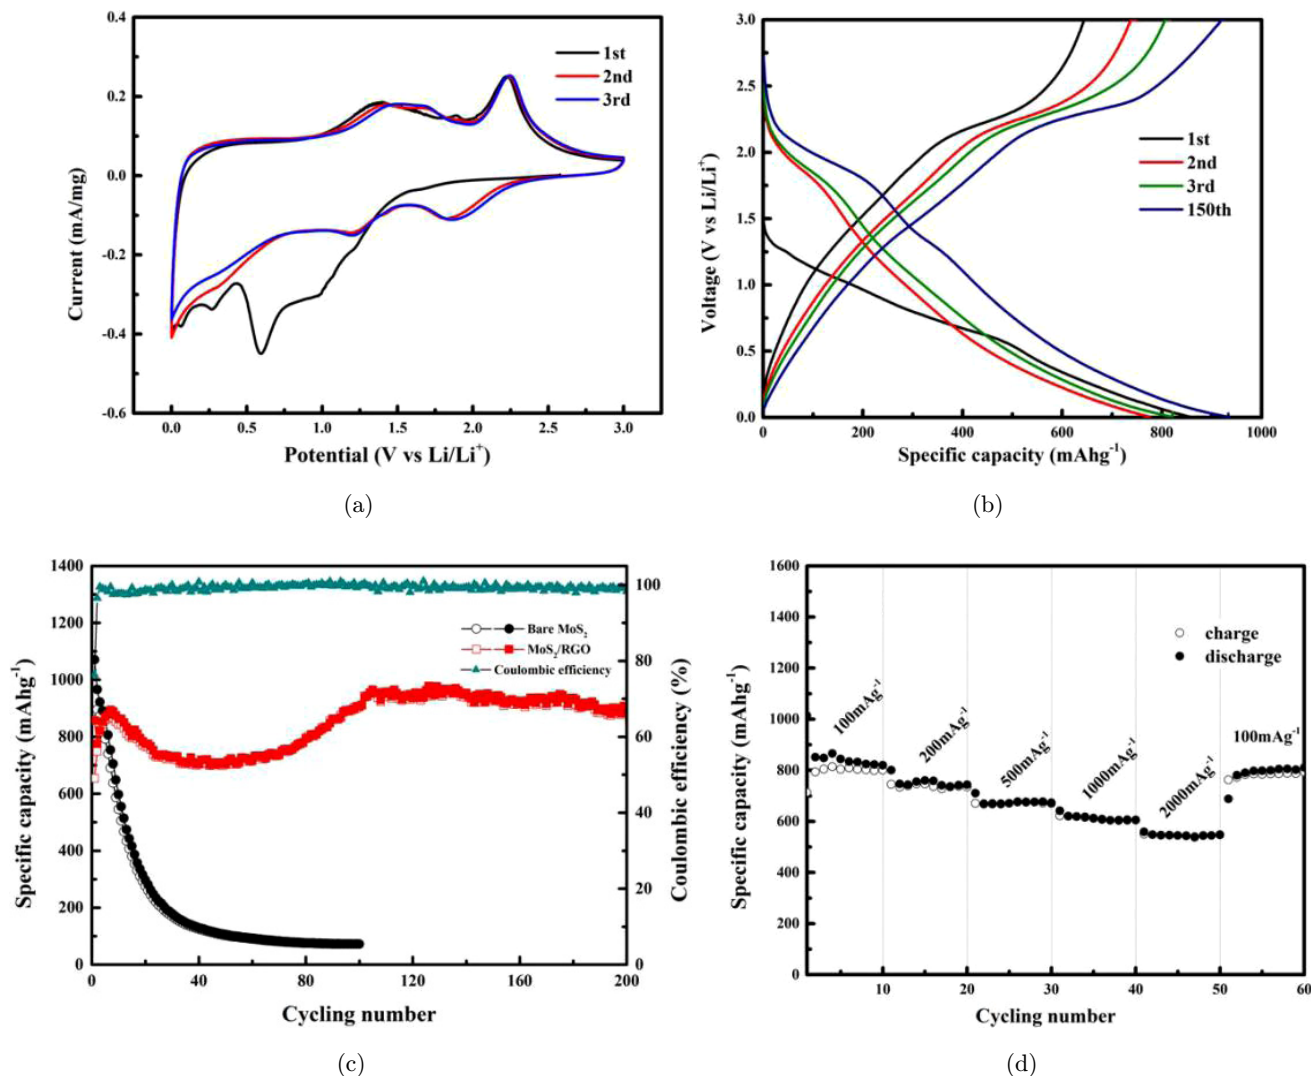 0.4
0.2
0.0
-0.2
-0.4
-0.6
Current (mA/mg)
1st
2nd
3rd
0.0 0.5 1.0 1.5 2.0 2.5 3.0
Potential (V vs Li/Li⁺)
(a)
3.0
2.5
2.0
1.5
1.0
0.5
0.0
Voltage (V vs Li/Li⁺)
1st
2nd
3rd
150th
0 200 400 600 800 1000
Specific capacity (mAhg⁻¹)
(b)
1400
1200
1000
800
600
400
200
0
Specific capacity (mAhg⁻¹)
Bare MoS₂
MoS₂/RGO
Coulombic efficiency
100
80
60
40
20
0
Coulombic efficiency (%)
0 40 80 120 160 200
Cycling number
(c)
1600
1400
1200
1000
800
600
400
200
0
Specific capacity (mAhg⁻¹)
charge
discharge
100mAg⁻¹
200mAg⁻¹
500mAg⁻¹
1000mAg⁻¹
2000mAg⁻¹
100mAg⁻¹
10 20 30 40 50 60
Cycling number
(d)